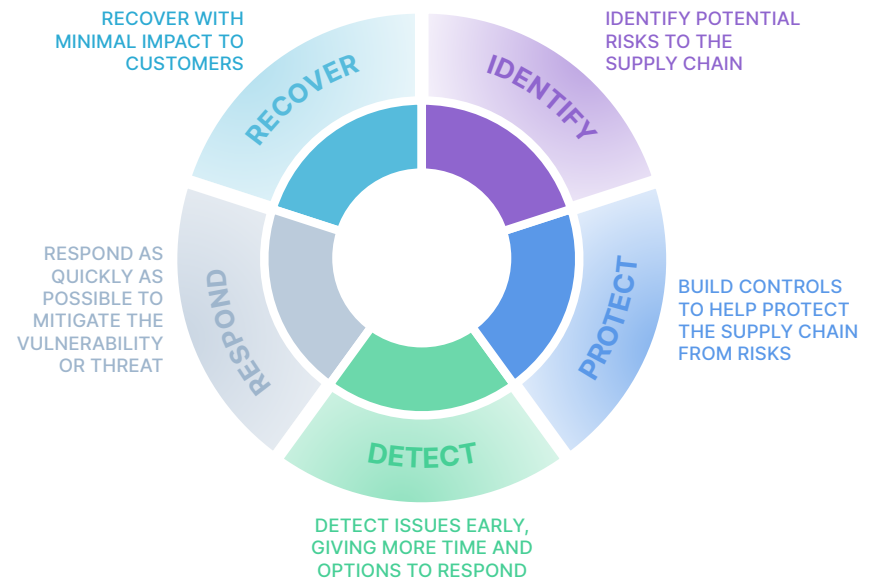 RECOVER WITH
MINIMAL IMPACT TO
CUSTOMERS
IDENTIFY POTENTIAL
RISKS TO THE
SUPPLY CHAIN
RECOVER
IDENTIFY
RESPOND AS
QUICKLY AS
POSSIBLE TO
MITIGATE THE
VULNERABILITY
OR THREAT
RESPOND
PROTECT
BUILD CONTROLS
TO HELP PROTECT
THE SUPPLY CHAIN
FROM RISKS
DETECT
DETECT ISSUES EARLY,
GIVING MORE TIME AND
OPTIONS TO RESPOND